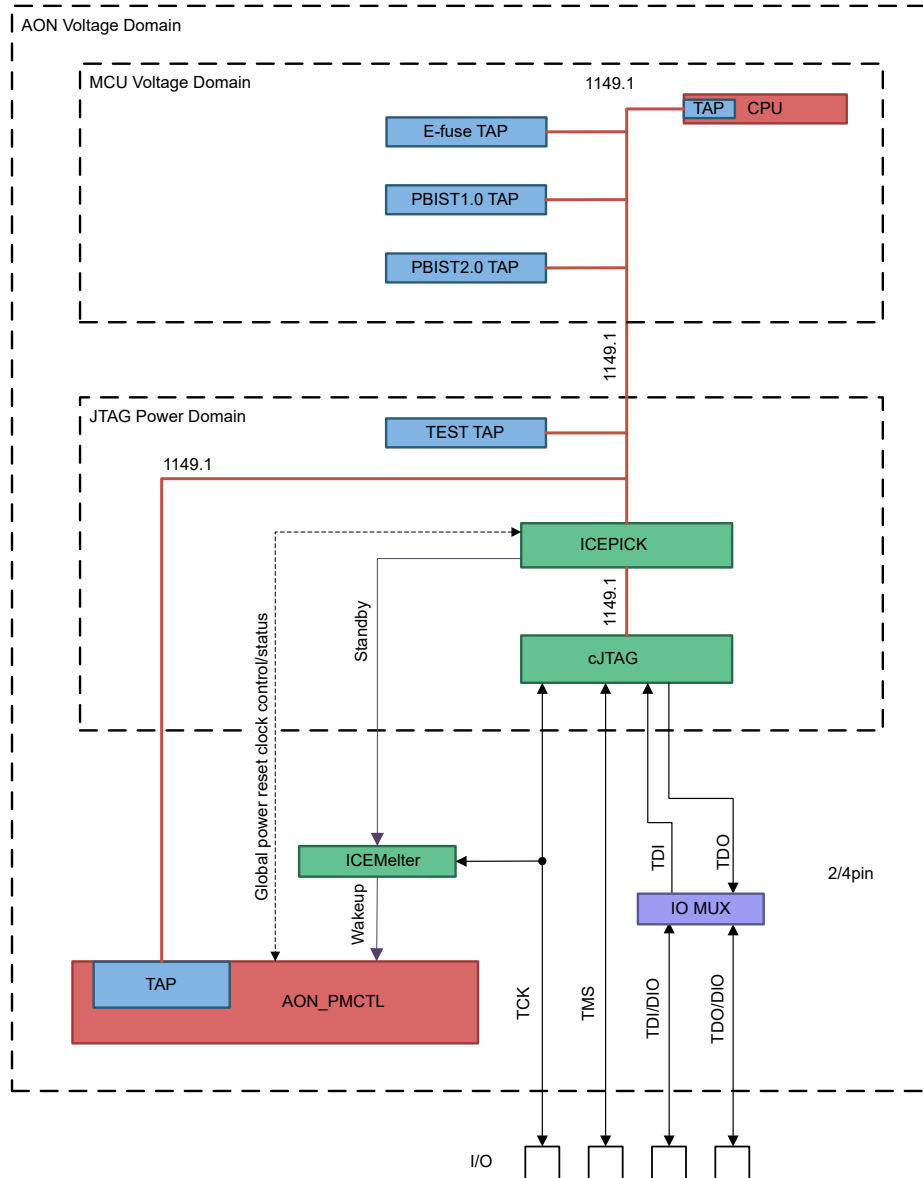 AON Voltage Domain
MCU Voltage Domain
1149.1
TAP
CPU
E-fuse TAP
PBIST1.0 TAP
PBIST2.0 TAP
1149.1
JTAG Power Domain
TEST TAP
1149.1
ICEPICK
1149.1
Standby
cJTAG
Global power reset clock control/status
ICEMelter
TDI
TDO
2/4pin
IO MUX
Wakeup
TAP
AON_PMCTL
TCK
TMS
TDI/DIO
TDO/DIO
I/O